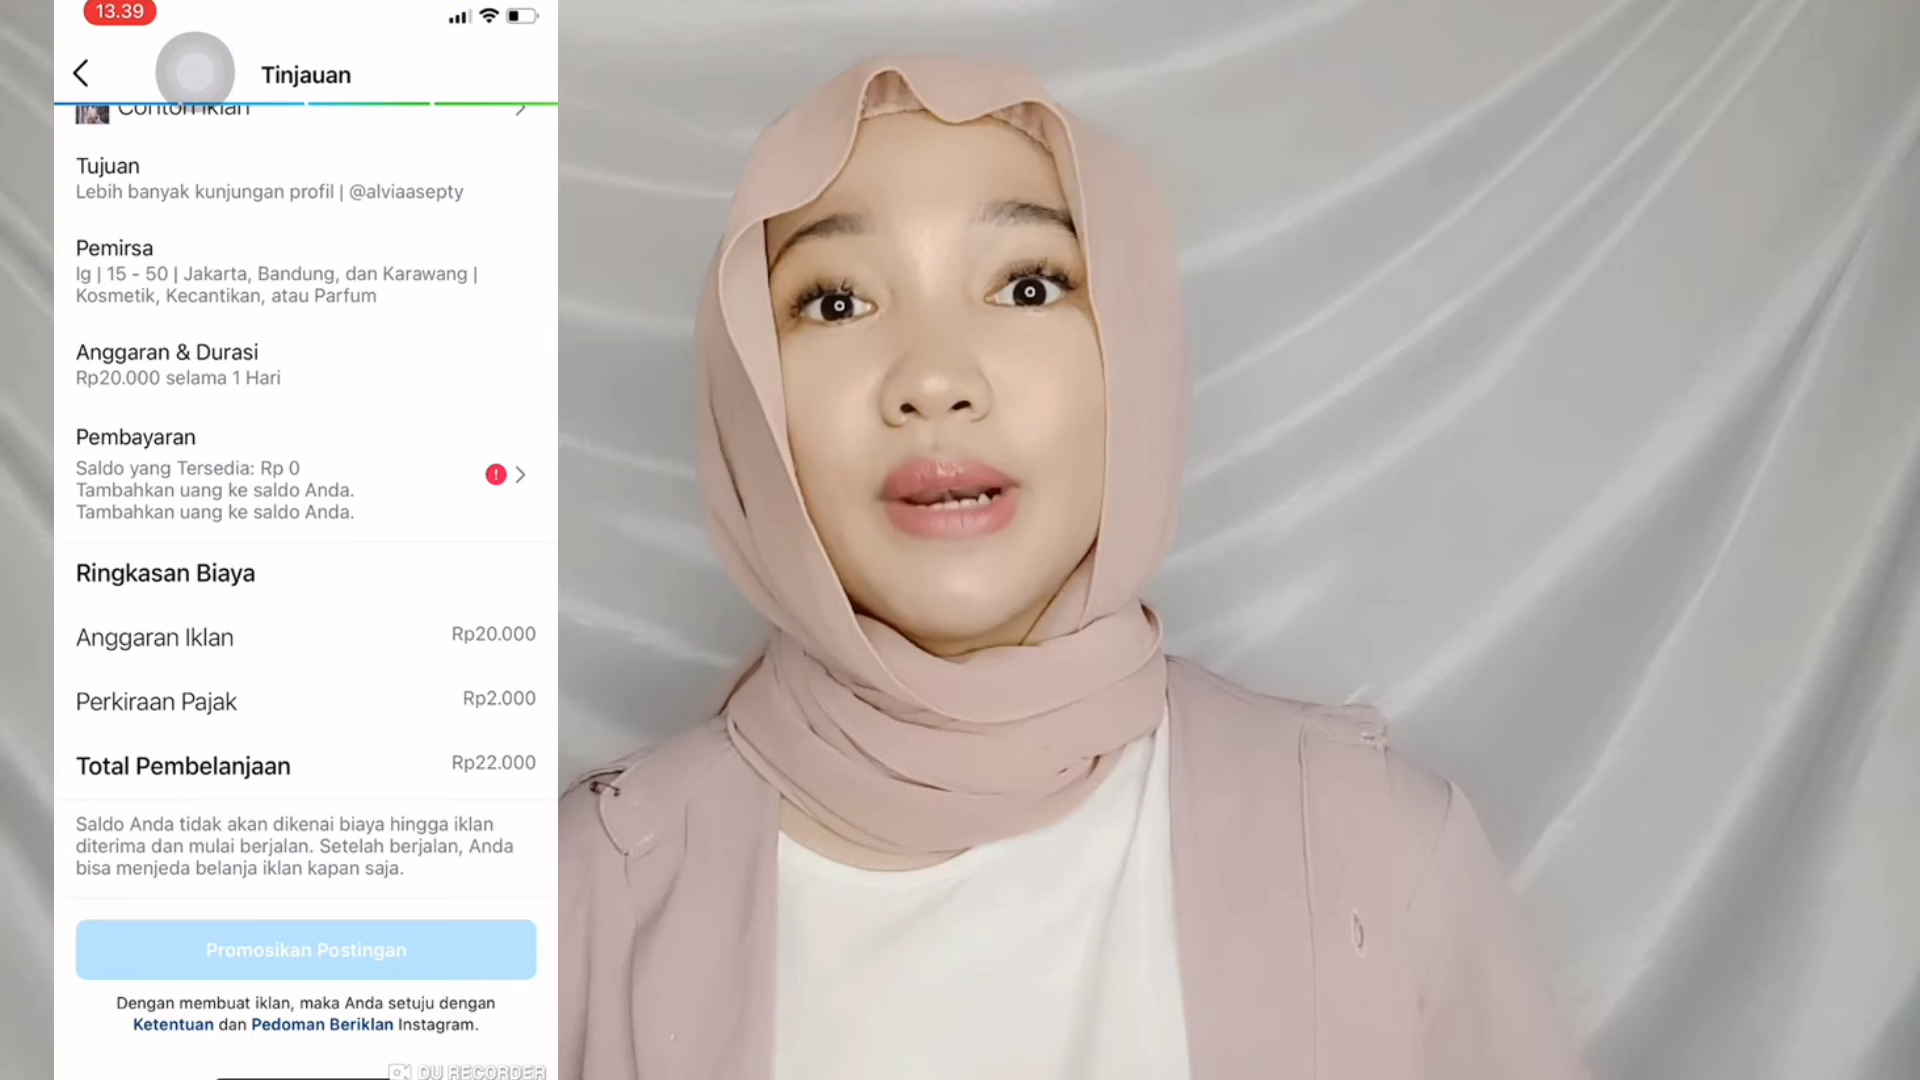 13.39
Tinjauan
Contoh Iklan
Tujuan
Lebih banyak kunjungan profil | @alviaasepty
Pemirsa
Ig | 15 - 50 | Jakarta, Bandung, dan Karawang |
Kosmetik, Kecantikan, atau Parfum
Anggaran & Durasi
Rp20.000 selama 1 Hari
Pembayaran
Saldo yang Tersedia: Rp 0
Tambahkan uang ke saldo Anda.
Tambahkan uang ke saldo Anda.
Ringkasan Biaya
Anggaran Iklan Rp20.000
Perkiraan Pajak Rp2.000
Total Pembelanjaan Rp22.000
Saldo Anda tidak akan dikenai biaya hingga iklan
diterima dan mulai berjalan. Setelah berjalan, Anda
bisa menjeda belanja iklan kapan saja.
Promosikan Postingan
Dengan membuat iklan, maka Anda setuju dengan
Ketentuan dan Pedoman Beriklan Instagram.
DU RECORDER